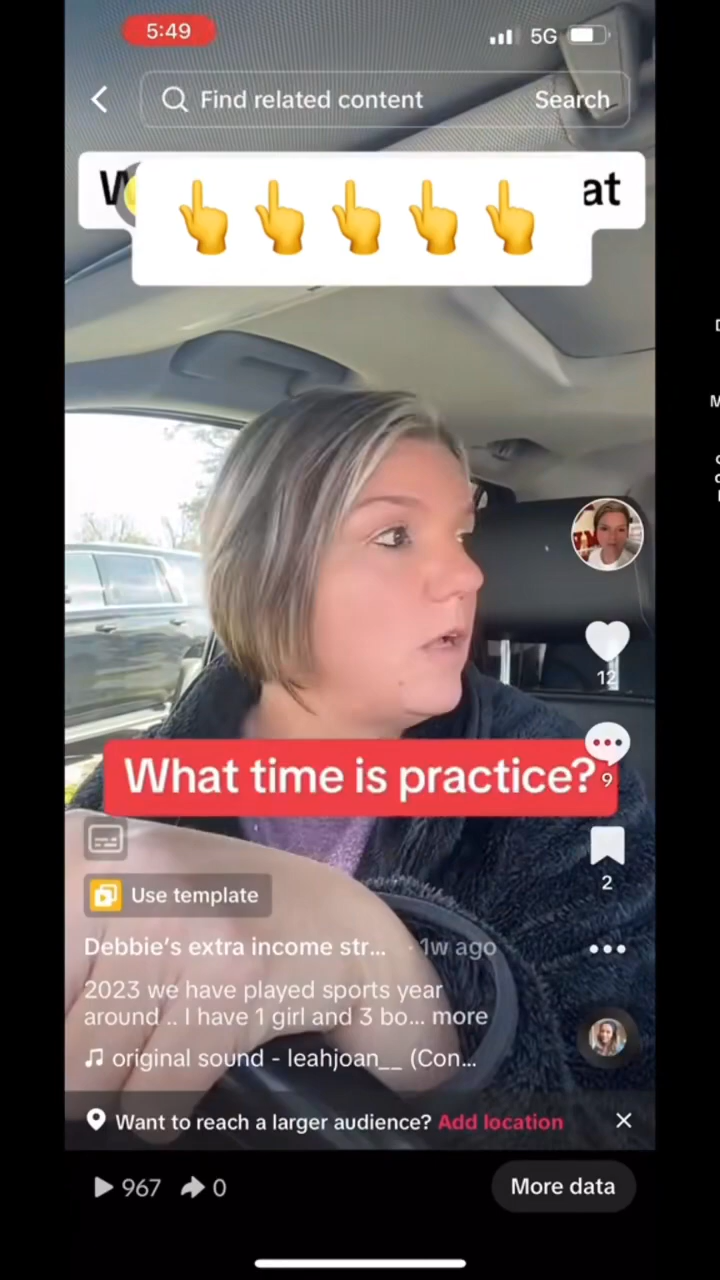 5:49
5G
Find related content
Search
at
What time is practice?
12
9
2
Use template
Debbie's extra income str... · 1w ago
2023 we have played sports year
around .. I have 1 girl and 3 bo... more
original sound - leahjoan__ (Con...
Want to reach a larger audience? Add location
967
0
More data